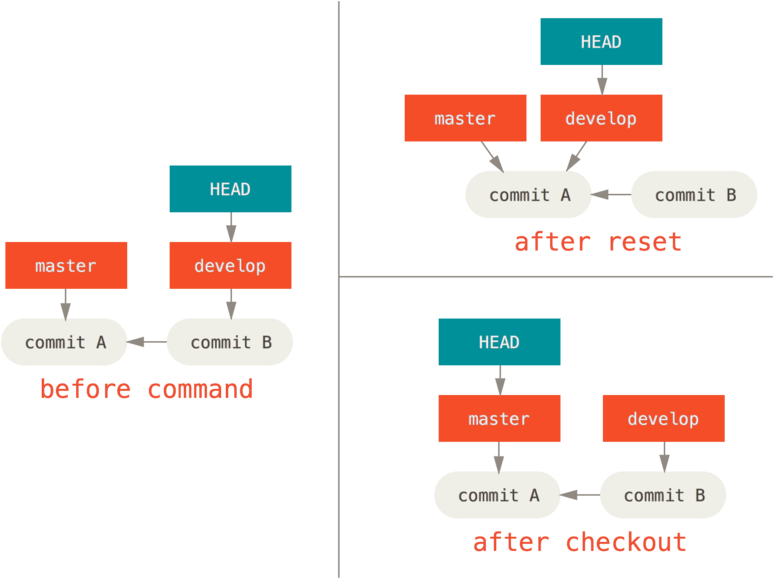 HEAD
master
develop
commit A
commit B
before command
HEAD
master
develop
commit A
commit B
after reset
HEAD
master
develop
commit A
commit B
after checkout